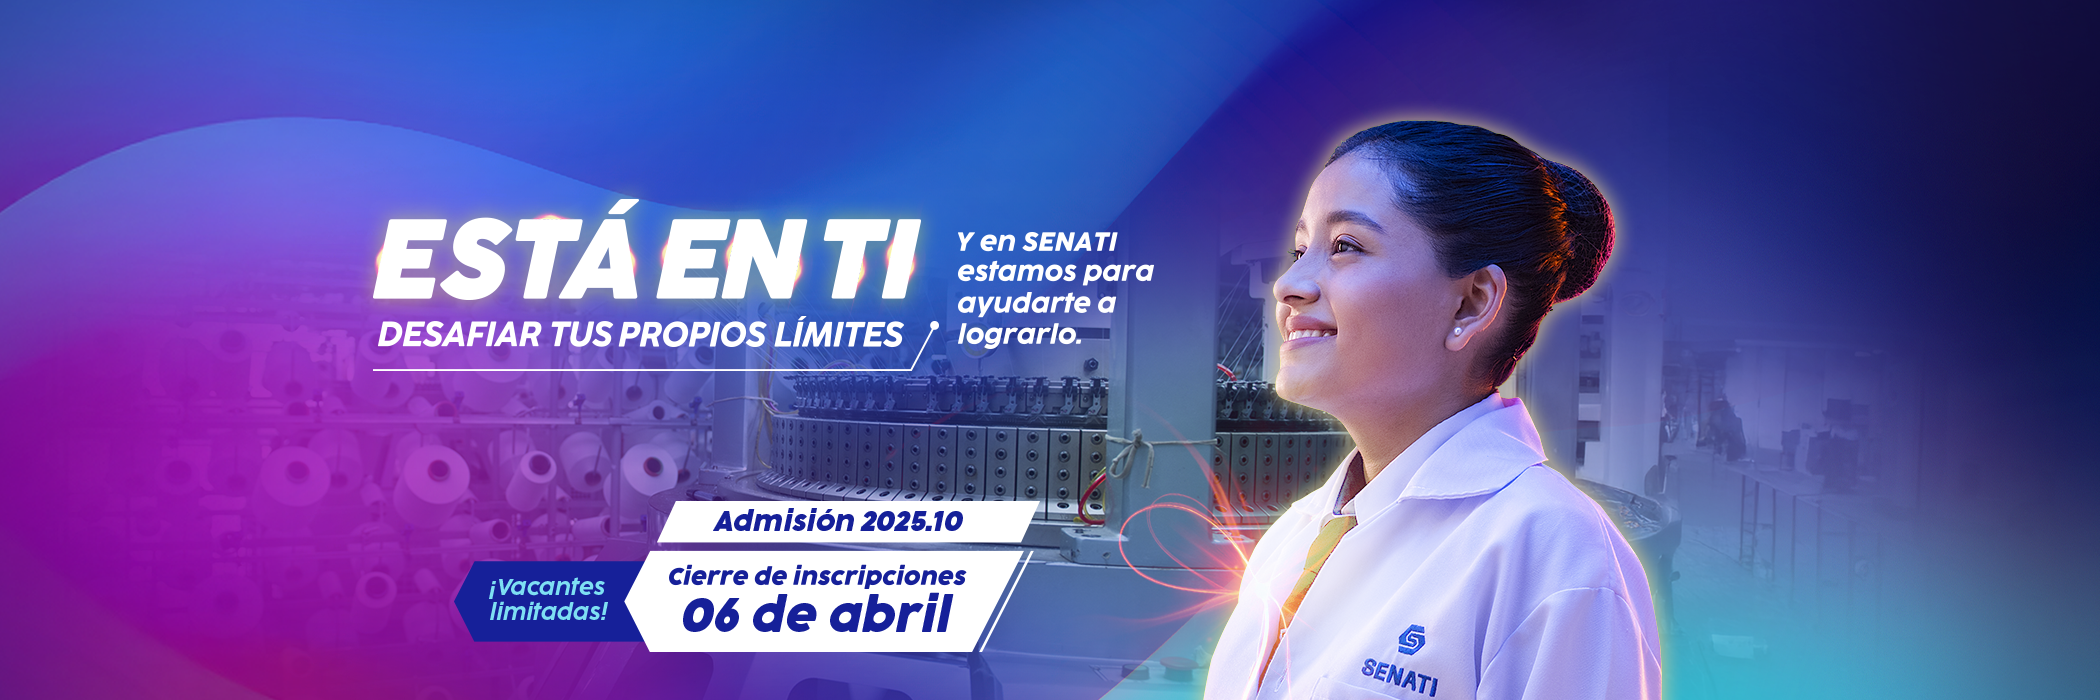 ESTÁ EN TI
DESAFIAR TUS PROPIOS LÍMITES
Y en SENATI
estamos para
ayudarte a
lograrlo.
Admisión 2025.10
¡Vacantes
limitadas!
Cierre de inscripciones
06 de abril
SENATI